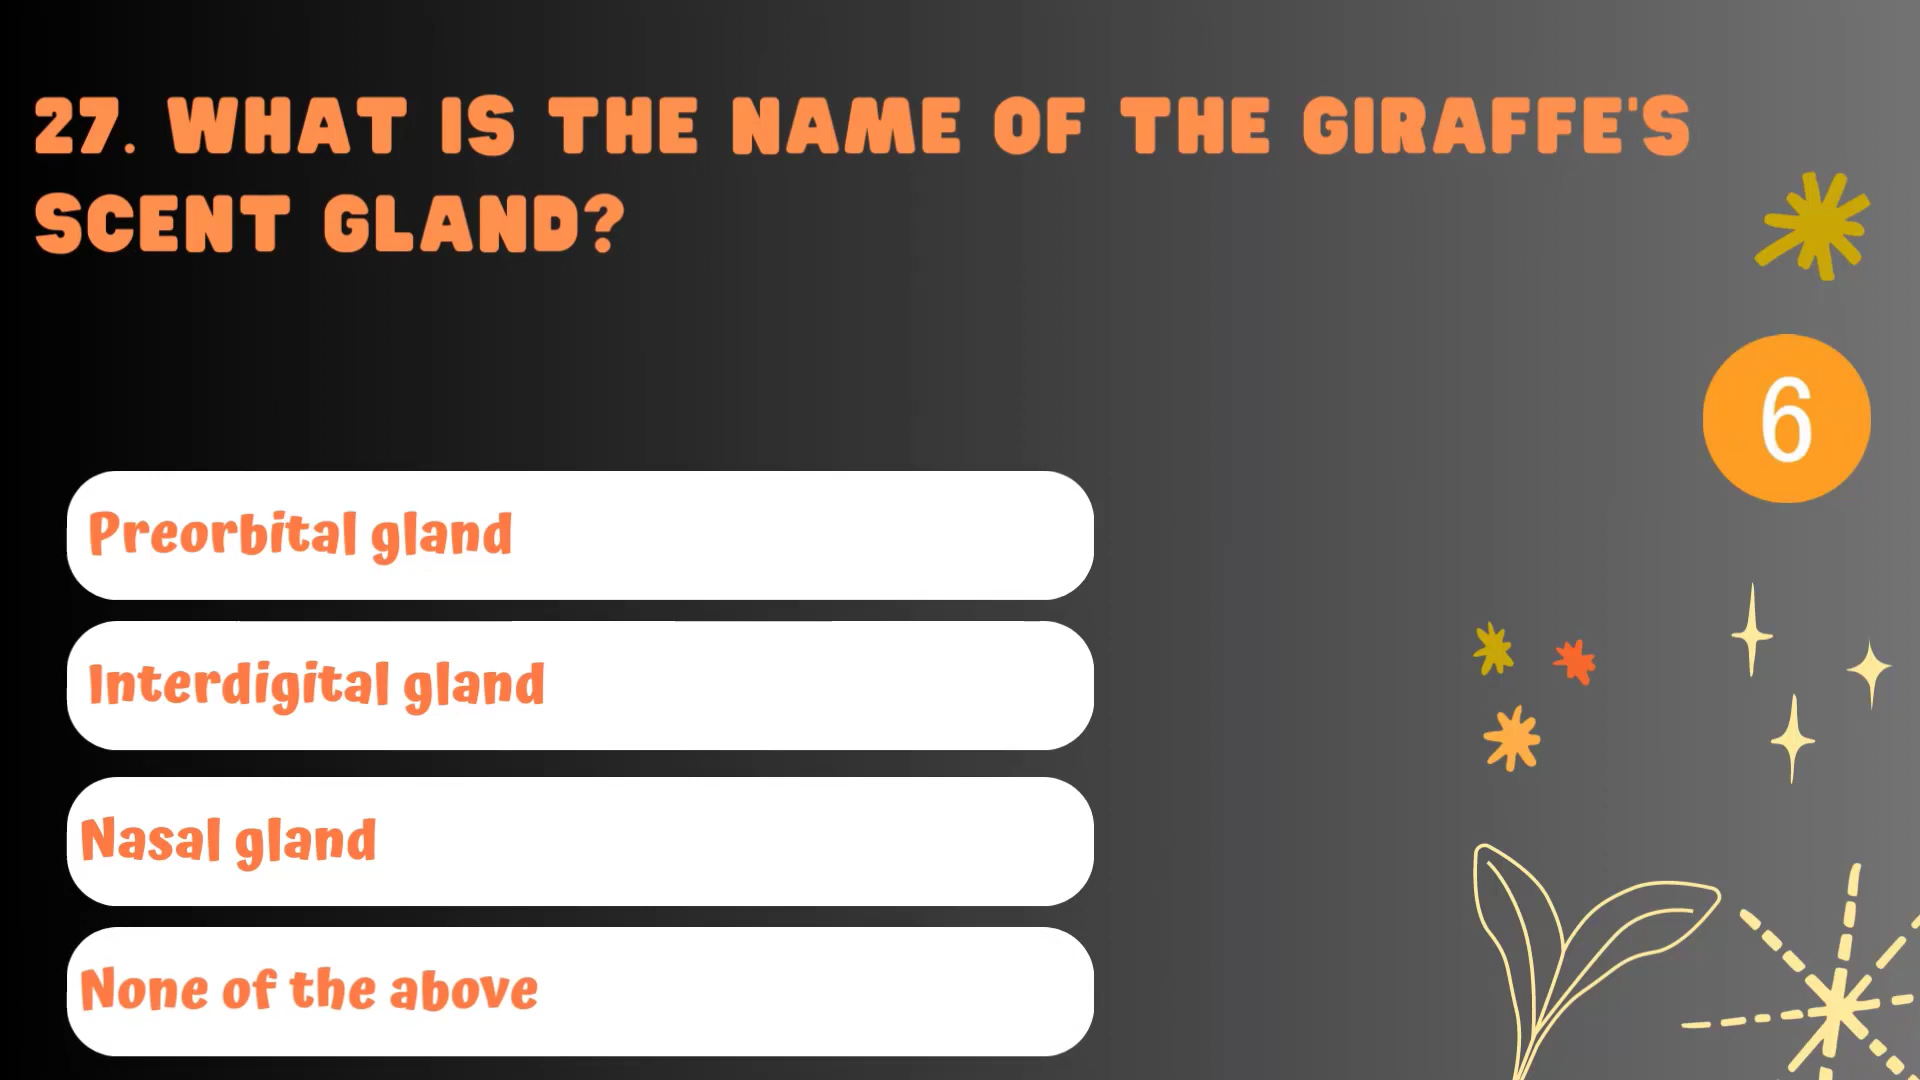 27. WHAT IS THE NAME OF THE GIRAFFE'S
SCENT GLAND?
6
Preorbital gland
Interdigital gland
Nasal gland
None of the above